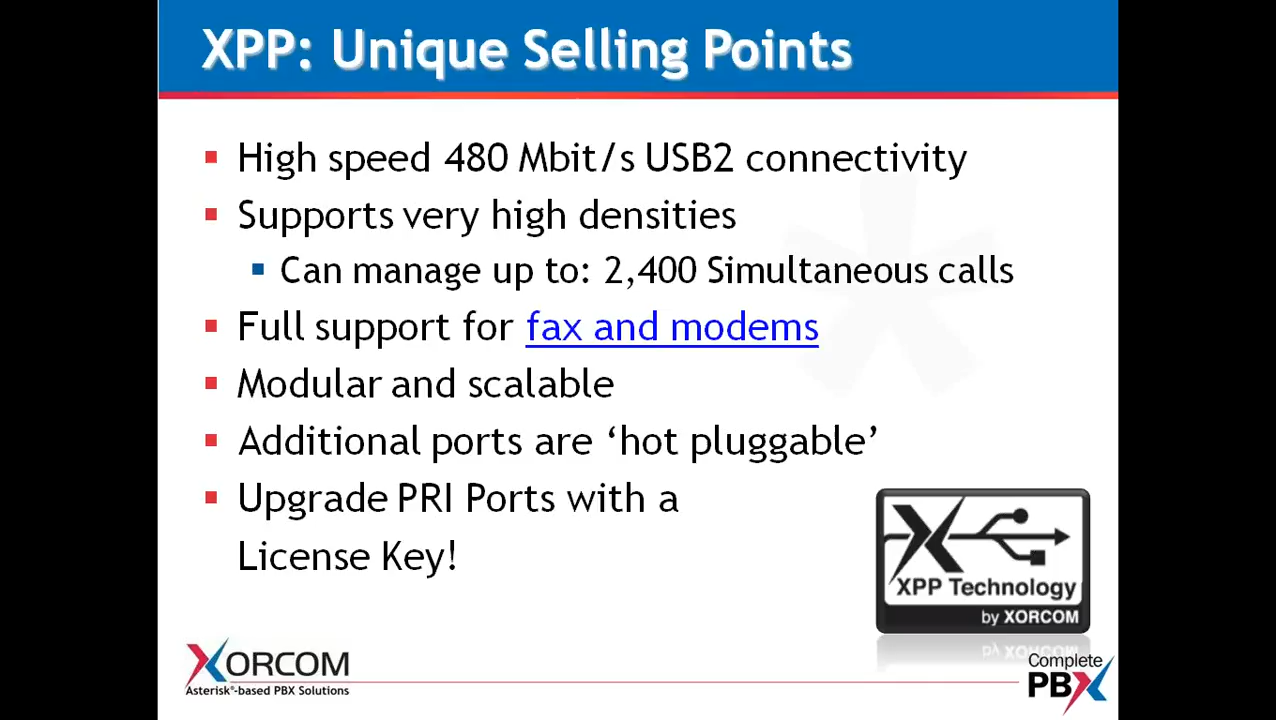 XPP: Unique Selling Points
High speed 480 Mbit/s USB2 connectivity
Supports very high densities
Can manage up to: 2,400 Simultaneous calls
Full support for fax and modems
Modular and scalable
Additional ports are ‘hot pluggable’
Upgrade PRI Ports with a
License Key!
XPP Technology
by XORCOM
XORCOM
Asterisk®-based PBX Solutions
Complete
PBX